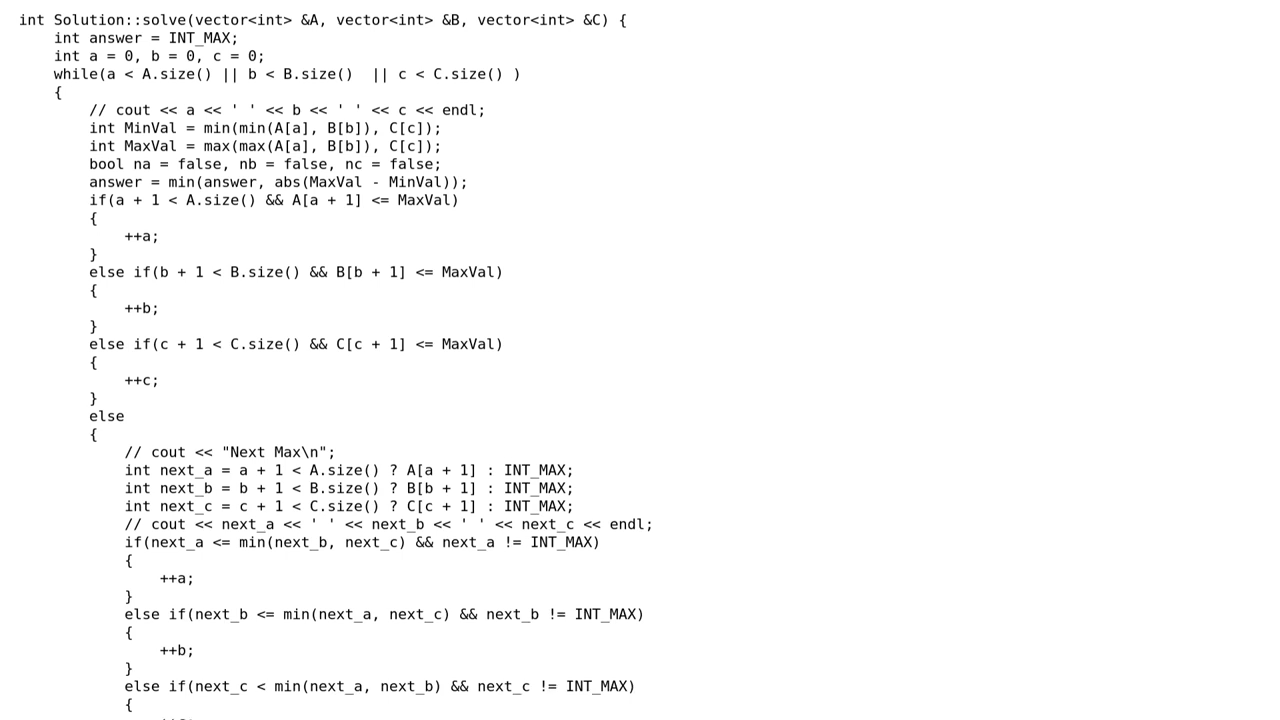 int Solution::solve(vector<int> &A, vector<int> &B, vector<int> &C) {
    int answer = INT_MAX;
    int a = 0, b = 0, c = 0;
    while(a < A.size() || b < B.size()  || c < C.size() )
    {
        // cout << a << ' ' << b << ' ' << c << endl;
        int MinVal = min(min(A[a], B[b]), C[c]);
        int MaxVal = max(max(A[a], B[b]), C[c]);
        bool na = false, nb = false, nc = false;
        answer = min(answer, abs(MaxVal - MinVal));
        if(a + 1 < A.size() && A[a + 1] <= MaxVal)
        {
            ++a;
        }
        else if(b + 1 < B.size() && B[b + 1] <= MaxVal)
        {
            ++b;
        }
        else if(c + 1 < C.size() && C[c + 1] <= MaxVal)
        {
            ++c;
        }
        else
        {
            // cout << "Next Max\n";
            int next_a = a + 1 < A.size() ? A[a + 1] : INT_MAX;
            int next_b = b + 1 < B.size() ? B[b + 1] : INT_MAX;
            int next_c = c + 1 < C.size() ? C[c + 1] : INT_MAX;
            // cout << next_a << ' ' << next_b << ' ' << next_c << endl;
            if(next_a <= min(next_b, next_c) && next_a != INT_MAX)
            {
                ++a;
            }
            else if(next_b <= min(next_a, next_c) && next_b != INT_MAX)
            {
                ++b;
            }
            else if(next_c < min(next_a, next_b) && next_c != INT_MAX)
            {